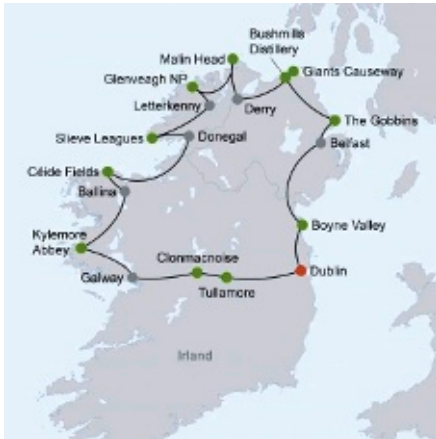 Bushmills
Distillery
Malin Head
Giants Causeway
Glenveagh NP
Letterkenny
Derry
The Gobbins
Slieve Leagues
Donegal
Belfast
Céide Fields
Ballina
Boyne Valley
Kylemore
Abbey
Clonmacnoise
Galway
Tullamore
Dublin
Irland